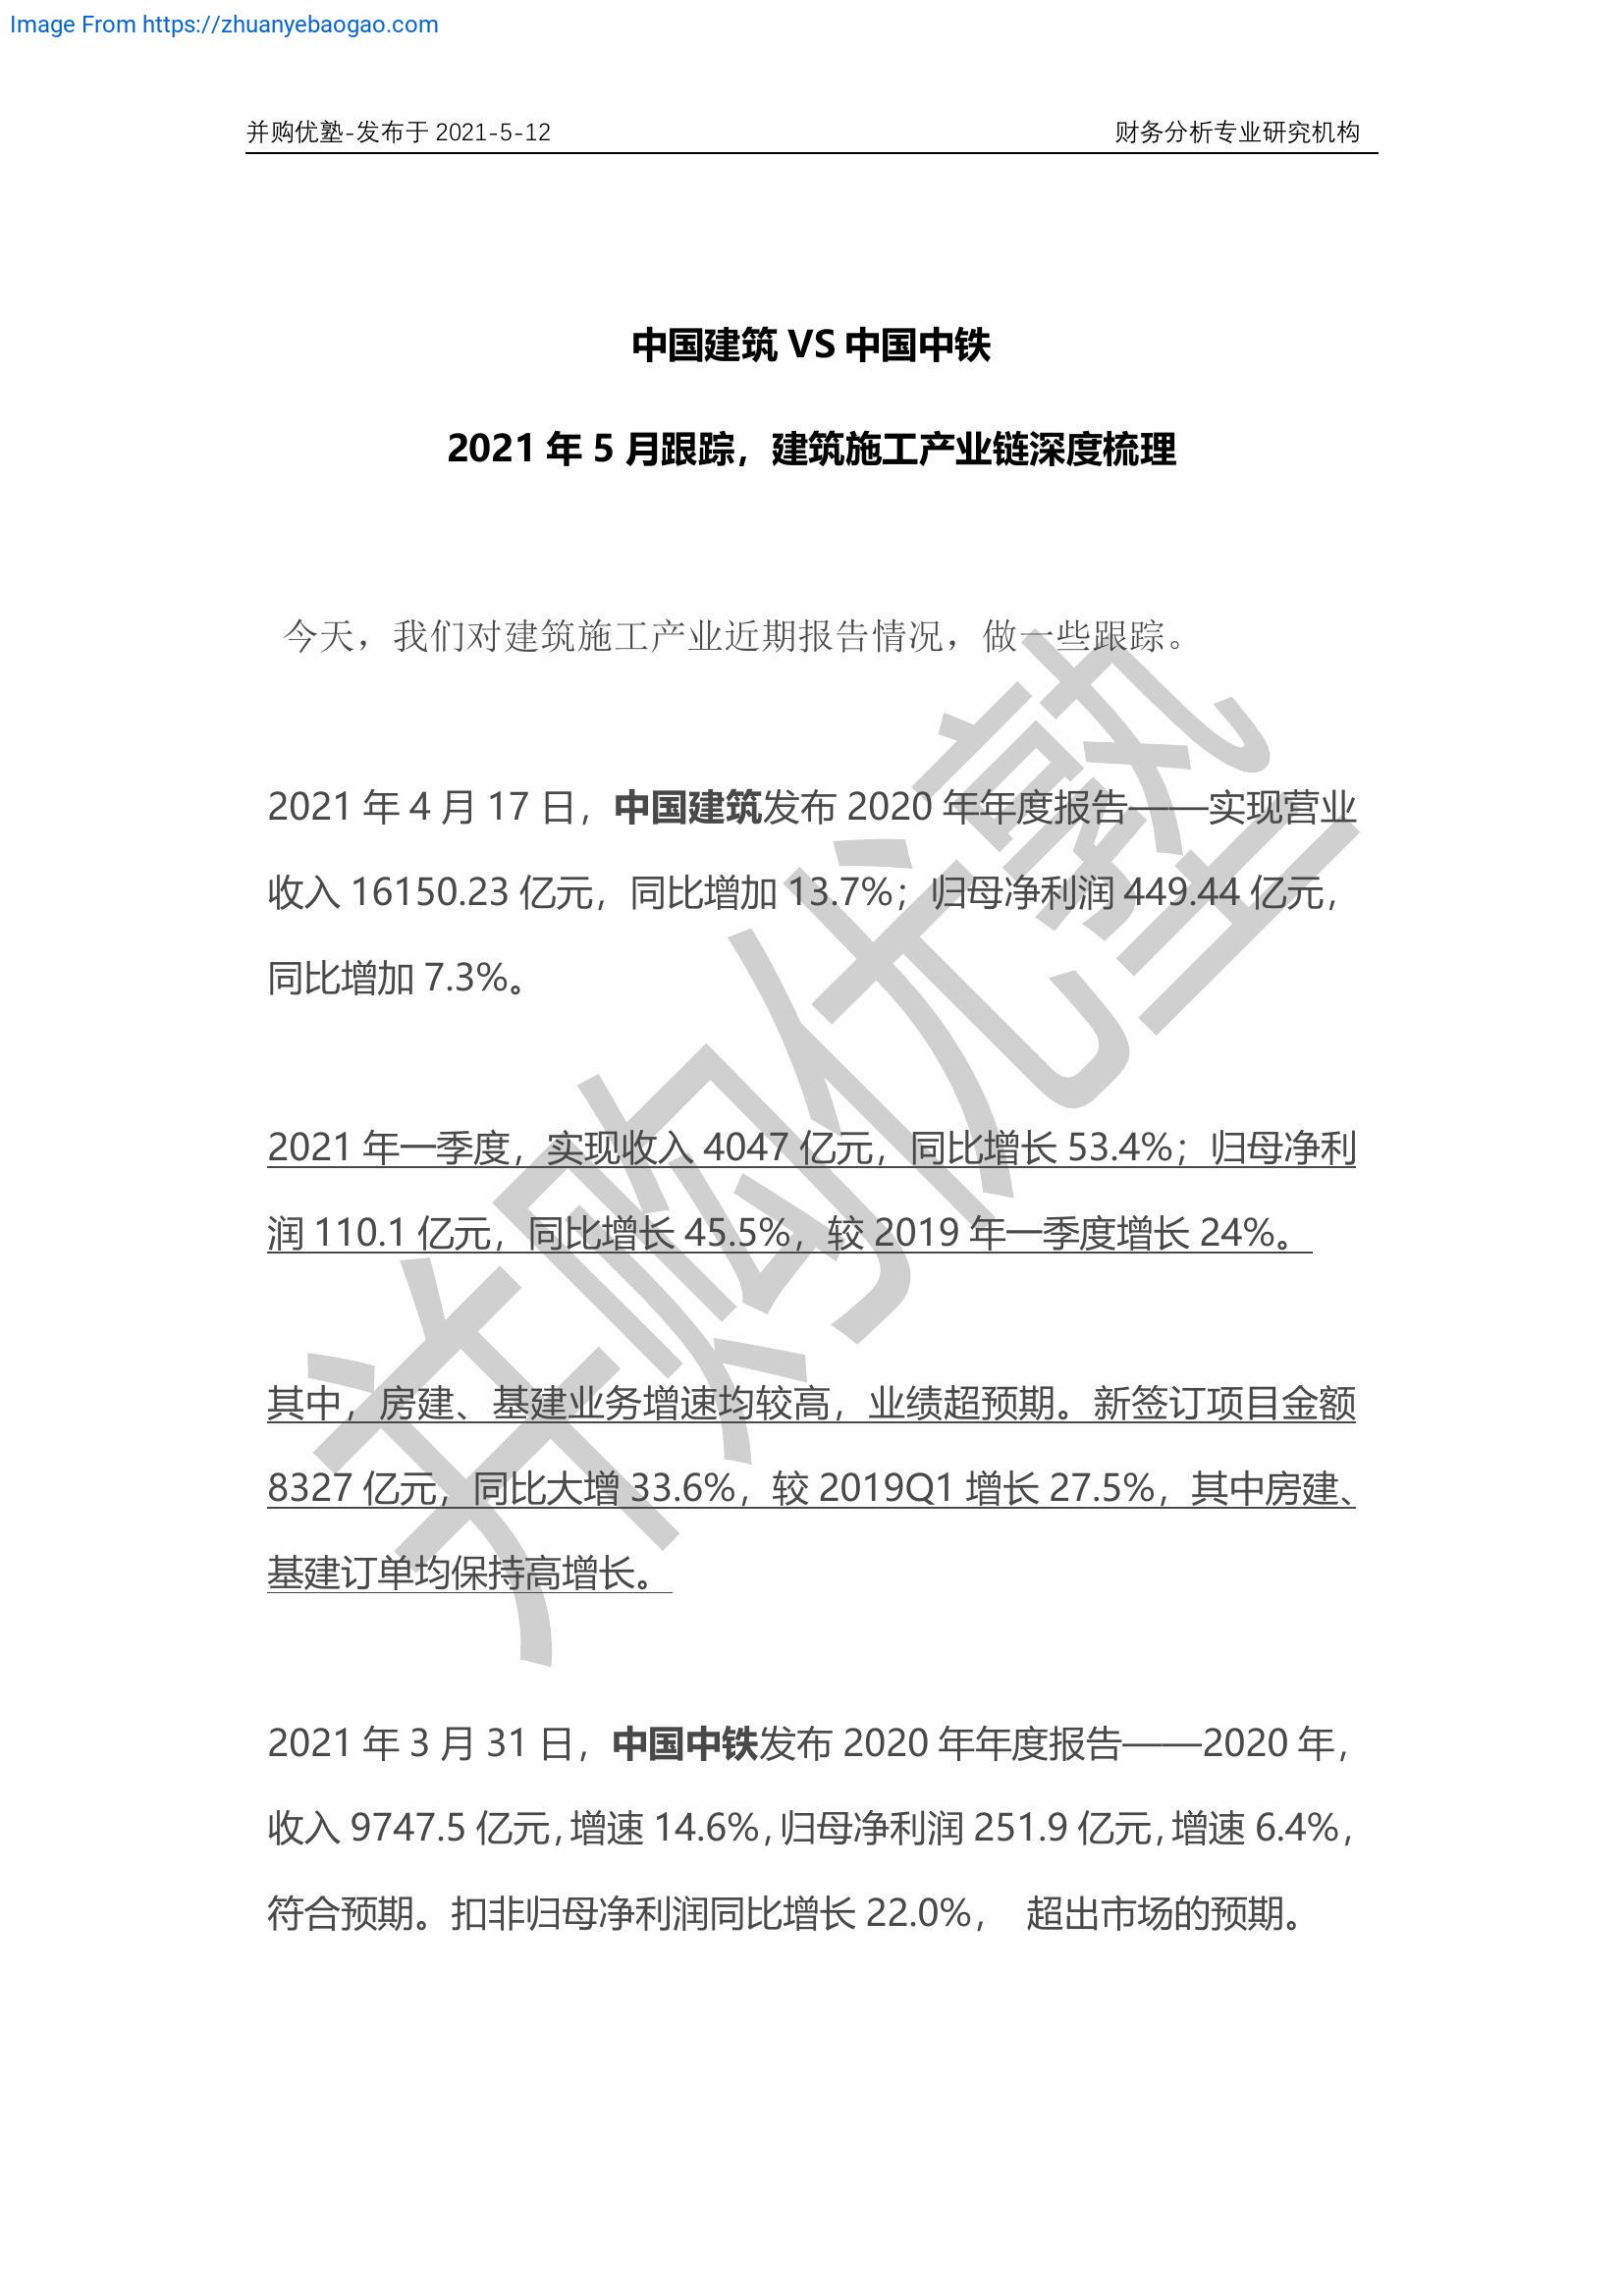 Image From https://zhuanyebaogao.com
并购优塾-发布于 2021-5-12 财务分析专业研究机构
中国建筑 VS 中国中铁
2021 年 5 月跟踪，建筑施工产业链深度梳理
今天，我们对建筑施工产业近期报告情况，做一些跟踪。
2021 年 4 月 17 日，中国建筑发布 2020 年年度报告——实现营业
收入 16150.23 亿元，同比增加 13.7%；归母净利润 449.44 亿元，
同比增加 7.3%。
2021 年一季度，实现收入 4047 亿元，同比增长 53.4%；归母净利
润 110.1 亿元，同比增长 45.5%，较 2019 年一季度增长 24%。
其中，房建、基建业务增速均较高，业绩超预期。新签订项目金额
8327 亿元，同比大增 33.6%，较 2019Q1 增长 27.5%，其中房建、
基建订单均保持高增长。
2021 年 3 月 31 日，中国中铁发布 2020 年年度报告——2020 年，
收入 9747.5 亿元，增速 14.6%，归母净利润 251.9 亿元，增速 6.4%，
符合预期。扣非归母净利润同比增长 22.0%， 超出市场的预期。
并购优塾